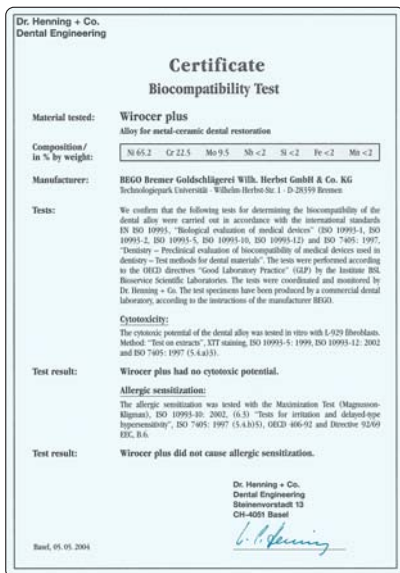 Dr. Henning + Co.
Dental Engineering
Certificate
Biocompatibility Test
Material tested:
Wirocer plus
Alloy for metal-ceramic dental restoration
Composition/
in % by weight:
Ni 65.2 Cr 22.5 Mo 9.5 Nb <2 Si <2 Fe <2 Mn <2
Manufacturer:
BEGO Bremer Goldschlägerei Wilh. Herbst GmbH & Co. KG
Technologiepark Universität · Wilhelm-Herbst-Str. 1 · D-28359 Bremen
Tests:
We confirm that the following tests for determining the biocompatibility of the
dental alloy were carried out in accordance with the international standards
EN ISO 10993, "Biological evaluation of medical devices" (ISO 10993-1, ISO
10993-2, ISO 10993-5, ISO 10993-10, ISO 10993-12) and ISO 7405: 1997,
"Dentistry – Preclinical evaluation of biocompatibility of medical devices used in
dentistry – Test methods for dental materials". The tests were performed according
to the OECD directives "Good Laboratory Practice" (GLP) by the Institute BSL
Bioservice Scientific Laboratories. The tests were coordinated and monitored by
Dr. Henning + Co. The test specimens have been produced by a commercial dental
laboratory, according to the instructions of the manufacturer BEGO.
Cytotoxicity:
The cytotoxic potential of the dental alloy was tested in vitro with L-929 fibroblasts.
Method: "Test on extracts", XTT staining, ISO 10993-5: 1999, ISO 10993-12: 2002
and ISO 7405: 1997 (5.4.a)3).
Test result:
Wirocer plus had no cytotoxic potential.
Allergic sensitization:
The allergic sensitization was tested with the Maximization Test (Magnusson-
Kligman), ISO 10993-10: 2002, (6.3) "Tests for irritation and delayed-type
hypersensitivity", ISO 7405: 1997 (5.4.b)5), OECD 406-92 and Directive 92/69
EEC, B.6.
Test result:
Wirocer plus did not cause allergic sensitization.
Dr. Henning + Co.
Dental Engineering
Steinenvorstadt 13
CH-4051 Basel
Basel, 05. 05. 2004